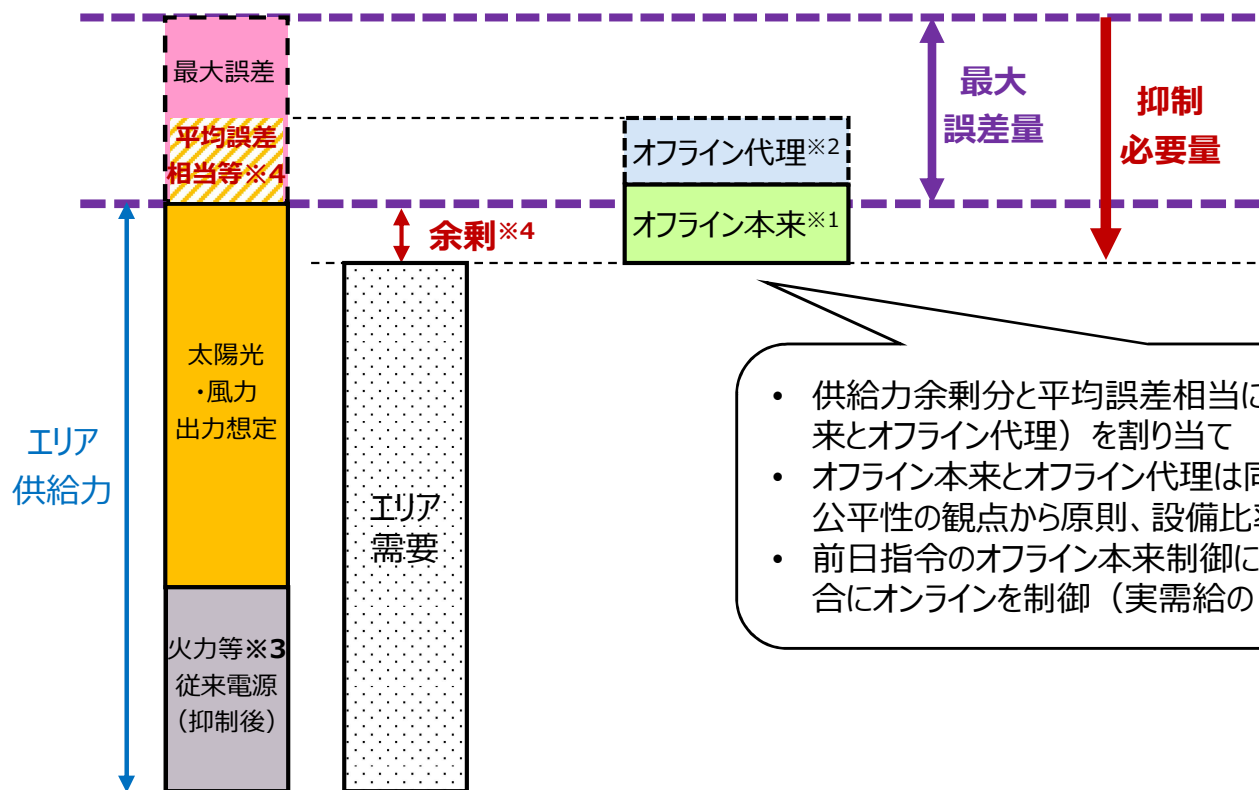 最大誤差
平均誤差
相当等※4
太陽光
・風力
出力想定
火力等※3
従来電源
（抑制後）
エリア
供給力
余剰※4
エリア
需要
オフライン代理※2
オフライン本来※1
最大
誤差量
抑制
必要量
• 供給力余剰分と平均誤差相当に
来とオフライン代理）を割り当て
• オフライン本来とオフライン代理は同
公平性の観点から原則、設備比率
• 前日指令のオフライン本来制御に
合にオンラインを制御（実需給の